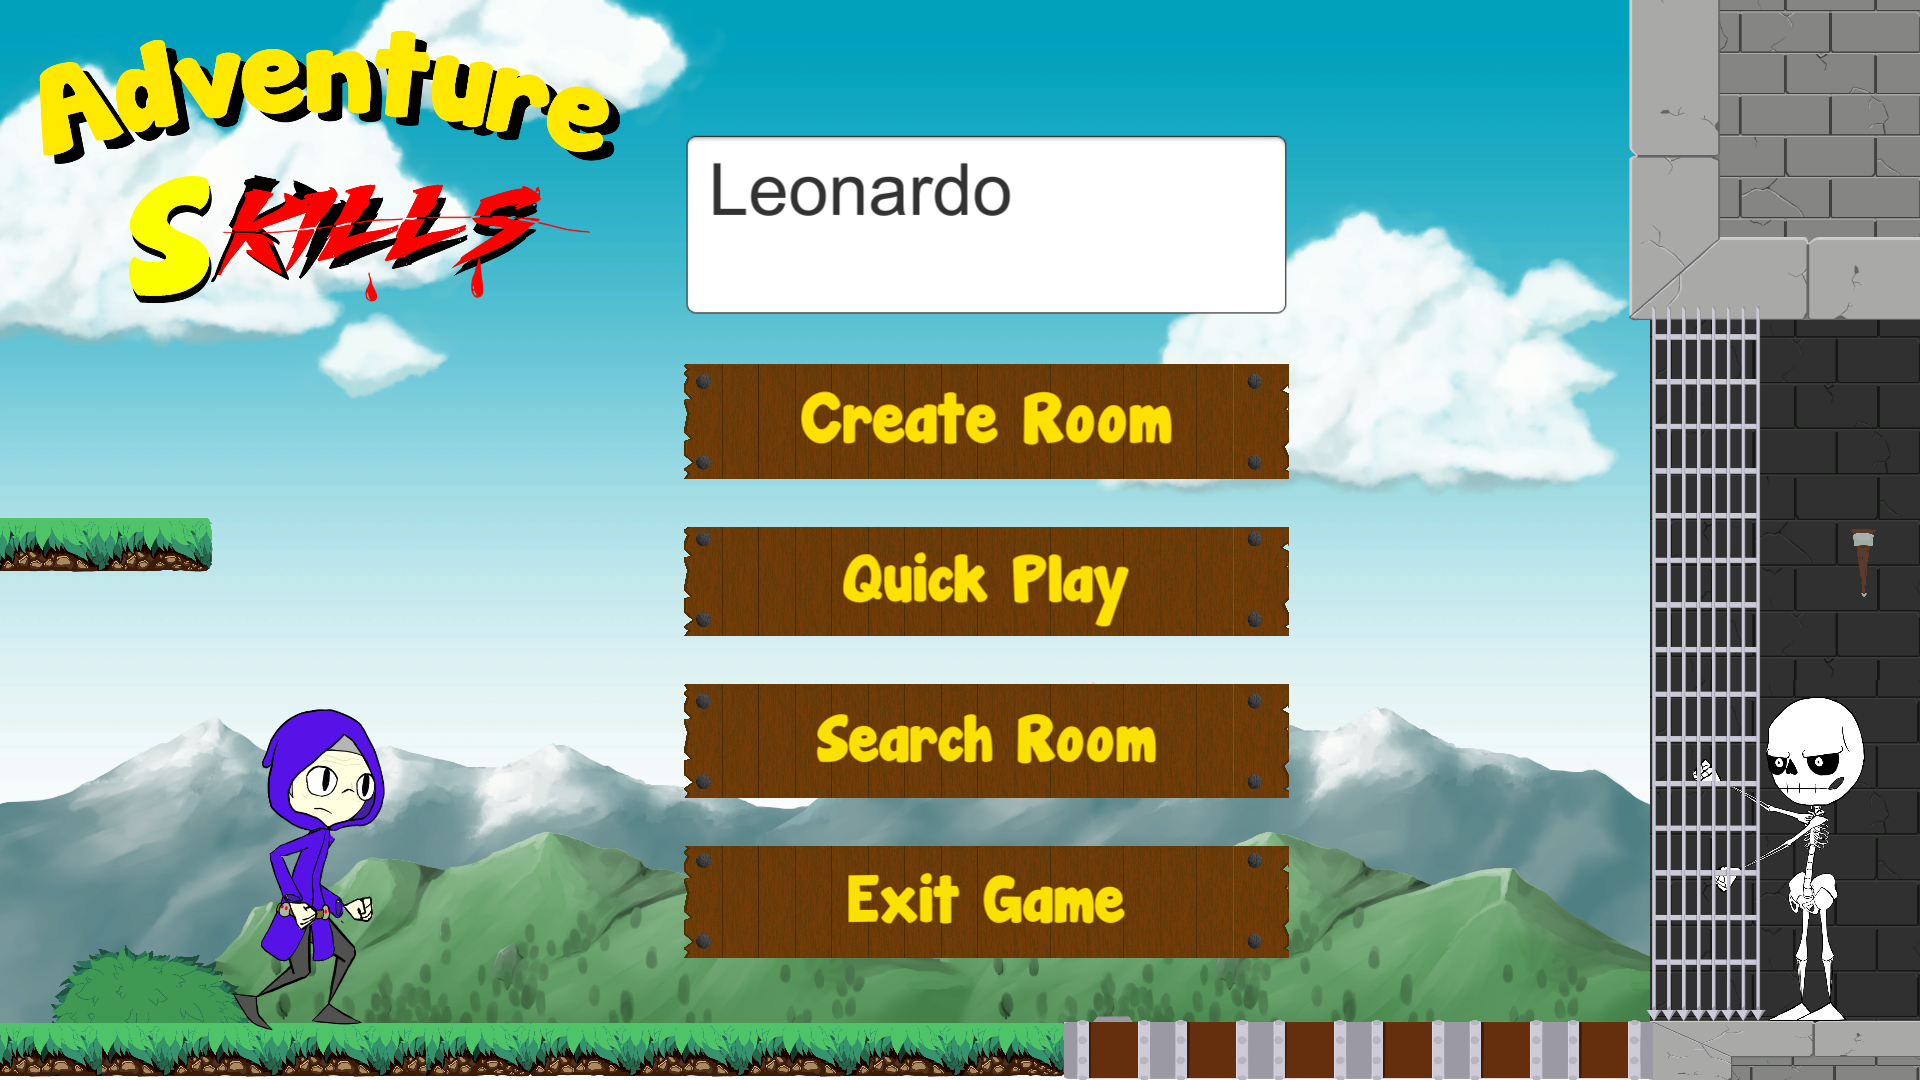 Adventure
SKILLS
Leonardo
Create Room
Quick Play
Search Room
Exit Game